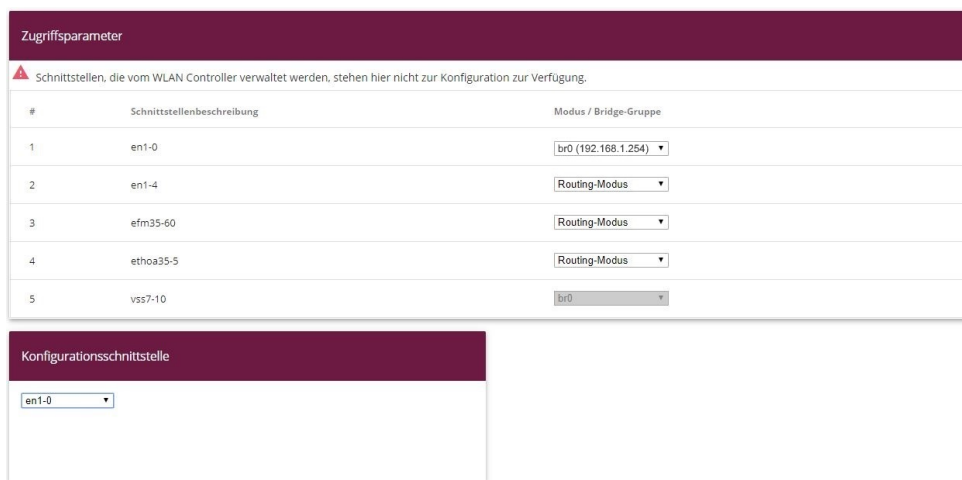 Zugriffsparameter
Schnittstellen, die vom WLAN Controller verwaltet werden, stehen hier nicht zur Konfiguration zur Verfügung.
# Schnittstellenbeschreibung Modus / Bridge-Gruppe
1 en1-0 br0 (192.168.1.254)
2 en1-4 Routing-Modus
3 efm35-60 Routing-Modus
4 ethoa35-5 Routing-Modus
5 vss7-10 br0
Konfigurationsschnittstelle
en1-0